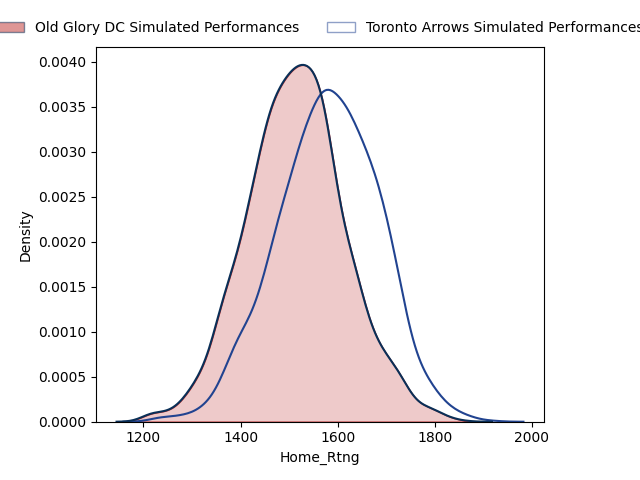 Old Glory DC Simulated Performances Toronto Arrows Simulated Performances
0.0040
0.0035
0.0030
0.0025
0.0020
0.0015
0.0010
0.0005
0.0000
Density
1200 1400 1600 1800 2000
Home_Rtng